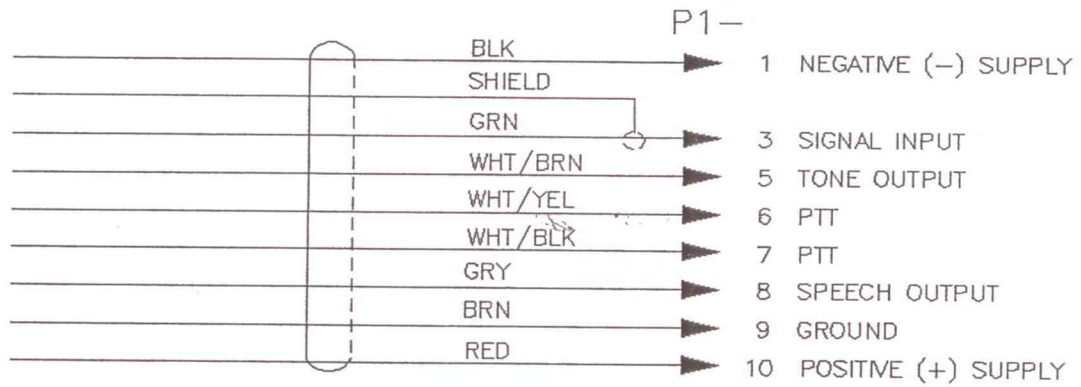 P1-
BLK 1 NEGATIVE (-) SUPPLY
SHIELD
GRN 3 SIGNAL INPUT
WHT/BRN 5 TONE OUTPUT
WHT/YEL 6 PTT
WHT/BLK 7 PTT
GRY 8 SPEECH OUTPUT
BRN 9 GROUND
RED 10 POSITIVE (+) SUPPLY